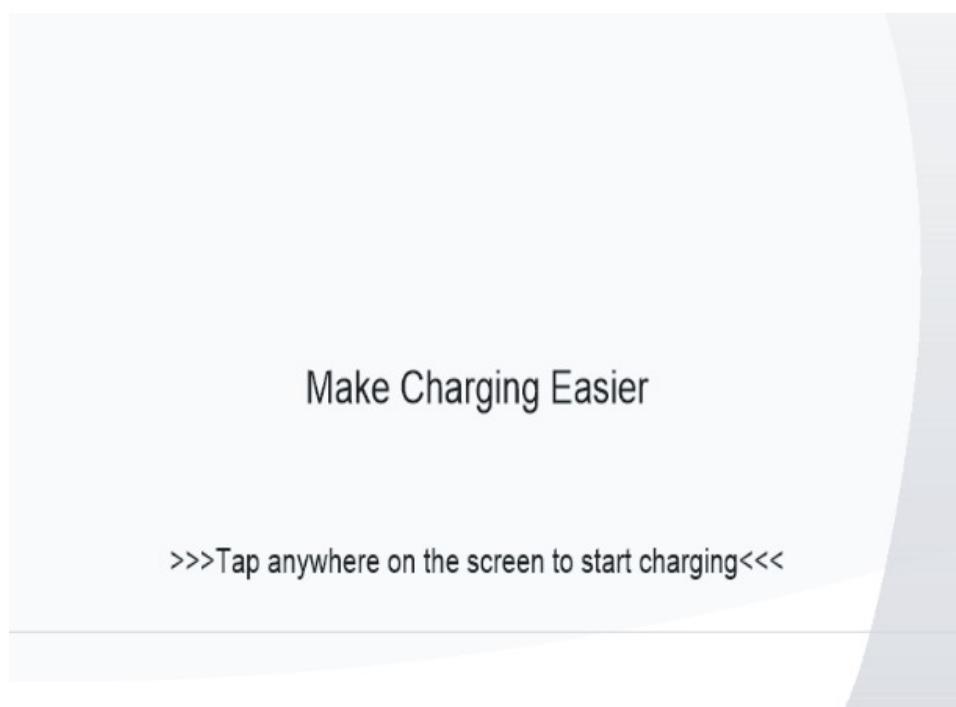 Make Charging Easier
>>>Tap anywhere on the screen to start charging<<<